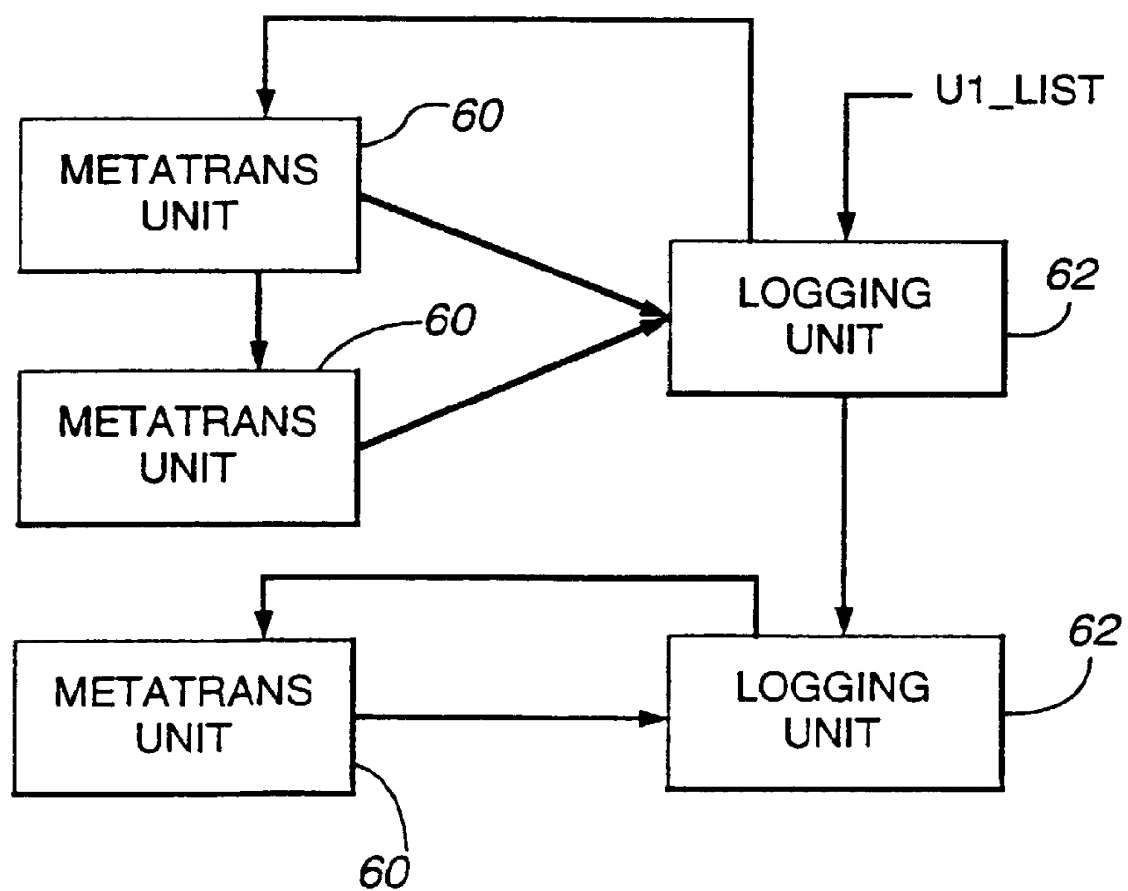 U1_LIST
60
METATRANS
UNIT
62
LOGGING
UNIT
60
METATRANS
UNIT
62
METATRANS
UNIT
LOGGING
UNIT
60